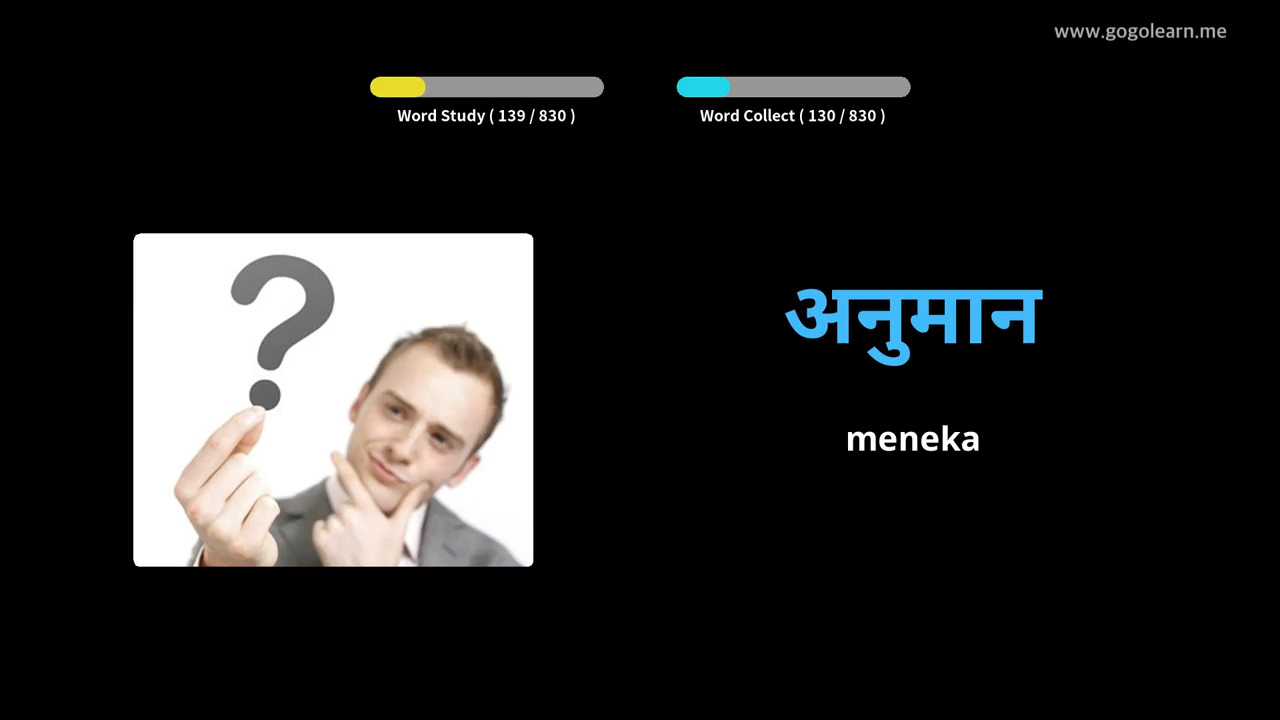 www.gogolearn.me
Word Study ( 139 / 830 )
Word Collect ( 130 / 830 )
?
अनुमान
meneka